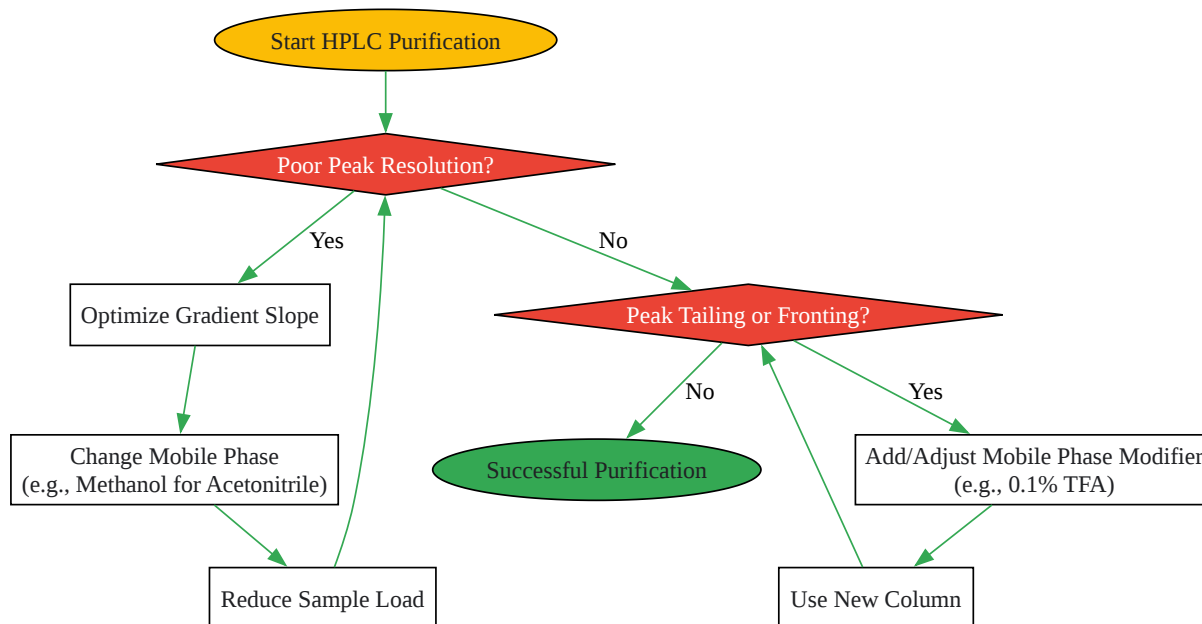 Start HPLC Purification
Poor Peak Resolution?
Yes
No
Optimize Gradient Slope
Peak Tailing or Fronting?
No
Yes
Change Mobile Phase
(e.g., Methanol for Acetonitrile)
Successful Purification
Add/Adjust Mobile Phase Modifier
(e.g., 0.1% TFA)
Reduce Sample Load
Use New Column